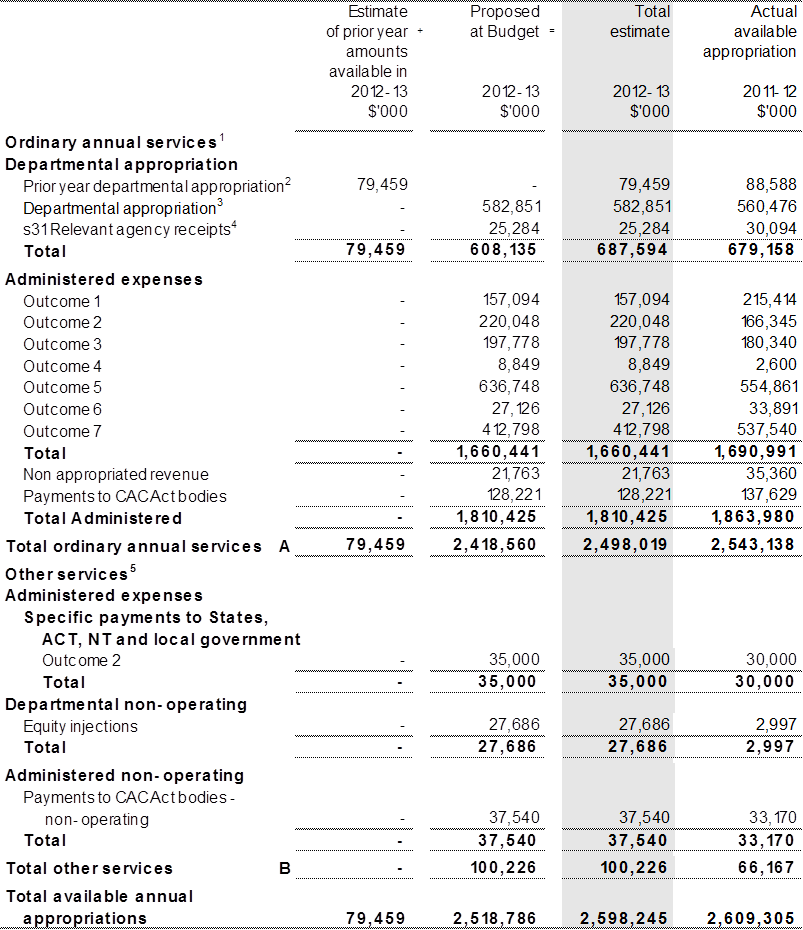 Estimate Proposed Total Actual
of prior year + at Budget = estimate available
amounts appropriation
available in
2012-13 2012-13 2012-13 2011-12
$'000 $'000 $'000 $'000
Ordinary annual services 1
Departmental appropriation
Prior year departmental appropriation2 79,459 - 79,459 88,588
Departmental appropriation3 - 582,851 582,851 560,476
s31 Relevant agency receipts4 - 25,284 25,284 30,094
Total 79,459 608,135 687,594 679,158
Administered expenses
Outcome 1 - 157,094 157,094 215,414
Outcome 2 - 220,048 220,048 166,345
Outcome 3 - 197,778 197,778 180,340
Outcome 4 - 8,849 8,849 2,600
Outcome 5 - 636,748 636,748 554,861
Outcome 6 - 27,126 27,126 33,891
Outcome 7 - 412,798 412,798 537,540
Total - 1,660,441 1,660,441 1,690,991
Non appropriated revenue - 21,763 21,763 35,360
Payments to CAC Act bodies - 128,221 128,221 137,629
Total Administered - 1,810,425 1,810,425 1,863,980
Total ordinary annual services A 79,459 2,418,560 2,498,019 2,543,138
Other services5
Administered expenses
Specific payments to States,
ACT, NT and local government
Outcome 2 - 35,000 35,000 30,000
Total - 35,000 35,000 30,000
Departmental non-operating
Equity injections - 27,686 27,686 2,997
Total - 27,686 27,686 2,997
Administered non-operating
Payments to CAC Act bodies -
non-operating - 37,540 37,540 33,170
Total - 37,540 37,540 33,170
Total other services B - 100,226 100,226 66,167
Total available annual
appropriations 79,459 2,518,786 2,598,245 2,609,305